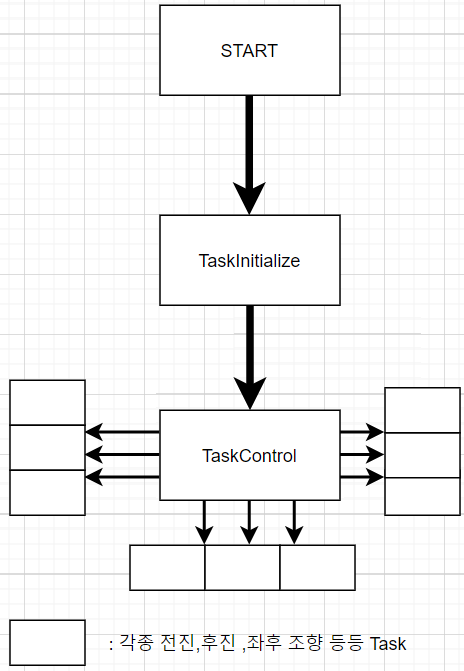 START
TaskInitialize
TaskControl
: 각종 전진,후진 ,좌후 조향 등등 Task